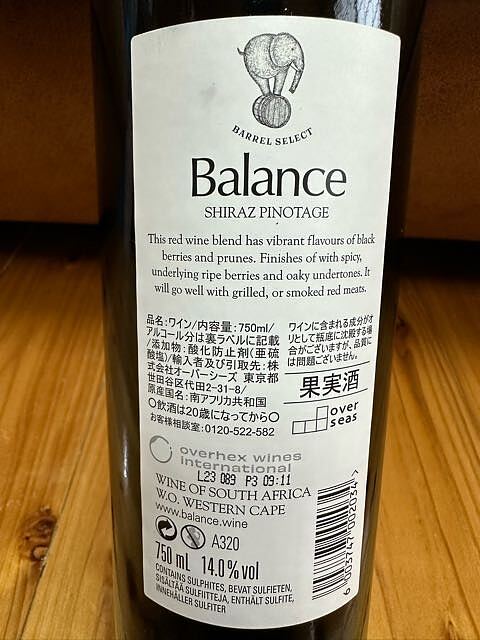 BARREL SELECT
Balance
SHIRAZ PINOTAGE
This red wine blend has vibrant flavours of black
berries and prunes. Finishes of with spicy,
underlying ripe berries and oaky undertones. It
will go well with grilled, or smoked red meats.
品名:ワイン/内容量:750ml/
アルコール分は裏ラベルに記載
/添加物:酸化防止剤(亜硫
酸塩)/輸入者及び引取先:株
式会社オーバーシーズ 東京都
世田谷区代田2-31-8/
原産国名:南アフリカ共和国
〇飲酒は20歳になってから〇
お客様相談室:0120-522-582
ワインに含まれる成分がオ
リとして瓶底に沈殿する場
合がございますが、品質に
は問題ございません。
果実酒
over
seas
overhex wines
international
L23 089 P3 09:11
WINE OF SOUTH AFRICA
W.O. WESTERN CAPE
www.balance.wine
A320
750 ml 14.0% vol
CONTAINS SULPHITES, BEVAT SULFIETEN,
SISÄLTÄÄ SULFIITTEJA, ENTHÄLT SULFITE,
INNEHÅLLER SULFITER
6 003747 002034 >